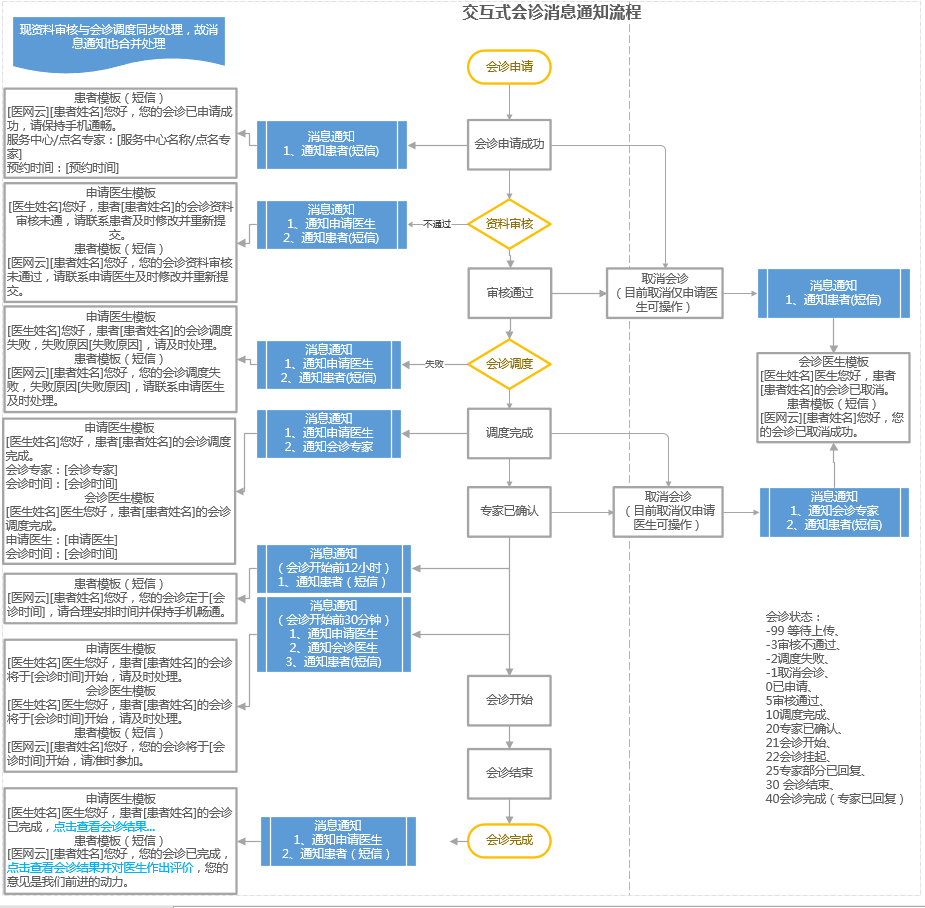 交互式会诊消息通知流程
现资料审核与会诊调度同步处理，故消
息通知也合并处理
会诊申请
患者模板（短信）
[医网云][患者姓名]您好，您的会诊已申请成
功，请保持手机通畅。
服务中心/点名专家：[服务中心名称/点名专
家]
预约时间：[预约时间]
消息通知
1、通知患者(短信)
会诊申请成功
申请医生模板
[医生姓名]您好，患者[患者姓名]的会诊资料
审核未通，请联系患者及时修改并重新提
交。
患者模板（短信）
[医网云][患者姓名]您好，您的会诊资料审核
未通过，请联系申请医生及时修改并重新提
交。
消息通知
1、通知申请医生
2、通知患者(短信)
不通过
资料审核
审核通过
取消会诊
（目前取消仅申请医
生可操作）
消息通知
1、通知患者(短信)
申请医生模板
[医生姓名]您好，患者[患者姓名]的会诊调度
失败，失败原因[失败原因]，请及时处理。
患者模板（短信）
[医网云][患者姓名]您好，您的会诊调度失
败，失败原因[失败原因]，请联系申请医生
及时处理。
消息通知
1、通知申请医生
2、通知患者(短信)
失败
会诊调度
会诊医生模板
[医生姓名]医生您好，患者
[患者姓名]的会诊已取消。
患者模板（短信）
[医网云][患者姓名]您好，您
的会诊已取消成功。
申请医生模板
[医生姓名]您好，患者[患者姓名]的会诊调度
完成。
会诊专家：[会诊专家]
会诊时间：[会诊时间]
会诊医生模板
[医生姓名]医生您好，患者[患者姓名]的会诊
调度完成。
申请医生：[申请医生]
会诊时间：[会诊时间]
消息通知
1、通知申请医生
2、通知会诊专家
调度完成
专家已确认
取消会诊
（目前取消仅申请
医生可操作）
消息通知
1、通知会诊专家
2、通知患者(短信)
患者模板（短信）
[医网云][患者姓名]您好，您的会诊定于[会
诊时间]，请合理安排时间并保持手机畅通。
消息通知
（会诊开始前12小时）
1、通知患者（短信）
消息通知
（会诊开始前30分钟）
1、通知申请医生
2、通知会诊医生
3、通知患者(短信)
申请医生模板
[医生姓名]医生您好，患者[患者姓名]的会诊
将于[会诊时间]开始，请及时处理。
会诊医生模板
[医生姓名]医生您好，患者[患者姓名]的会诊
将于[会诊时间]开始，请及时处理。
患者模板（短信）
[医网云][患者姓名]您好，您的会诊将于[会
诊时间]开始，请准时参加。
会诊开始
会诊结束
会诊状态：
-99 等待上传、
-3审核不通过、
-2调度失败、
-1取消会诊、
0已申请、
5审核通过、
10调度完成、
20专家已确认、
21会诊开始、
22会诊挂起、
25专家部分已回复、
30 会诊结束、
40会诊完成（专家已回复）
申请医生模板
[医生姓名]医生您好，患者[患者姓名]的会诊
已完成，点击查看会诊结果...
患者模板（短信）
[医网云][患者姓名]您好，您的会诊已完成，
点击查看会诊结果并对医生作出评价，您的
意见是我们前进的动力。
消息通知
1、通知申请医生
2、通知患者（短信）
会诊完成